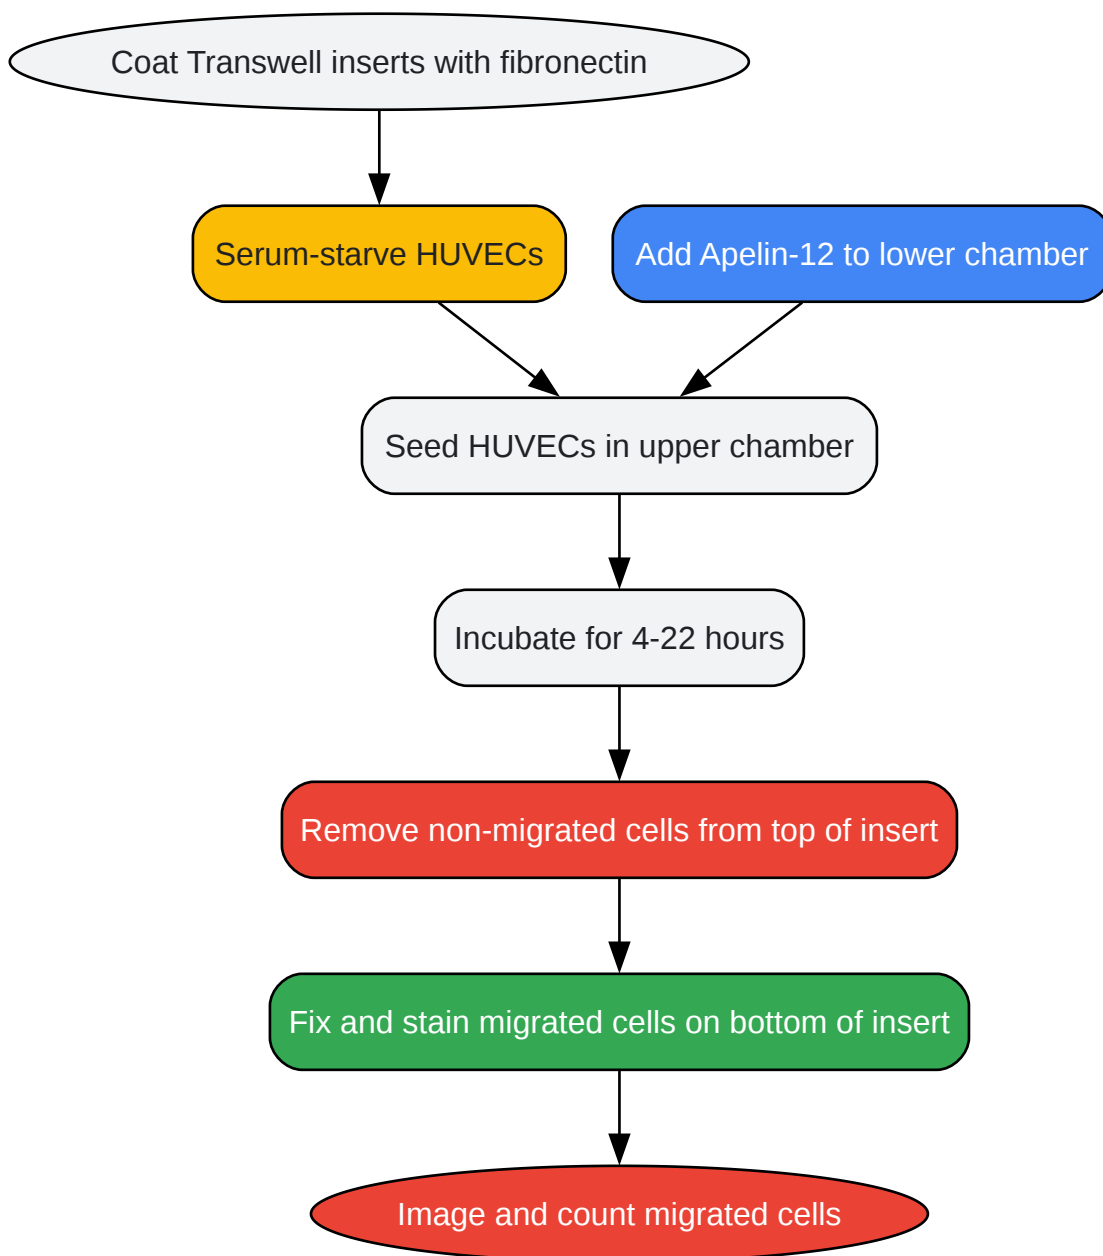 Coat Transwell inserts with fibronectin
Serum-starve HUVECs
Add Apelin-12 to lower chamber
Seed HUVECs in upper chamber
Incubate for 4-22 hours
Remove non-migrated cells from top of insert
Fix and stain migrated cells on bottom of insert
Image and count migrated cells